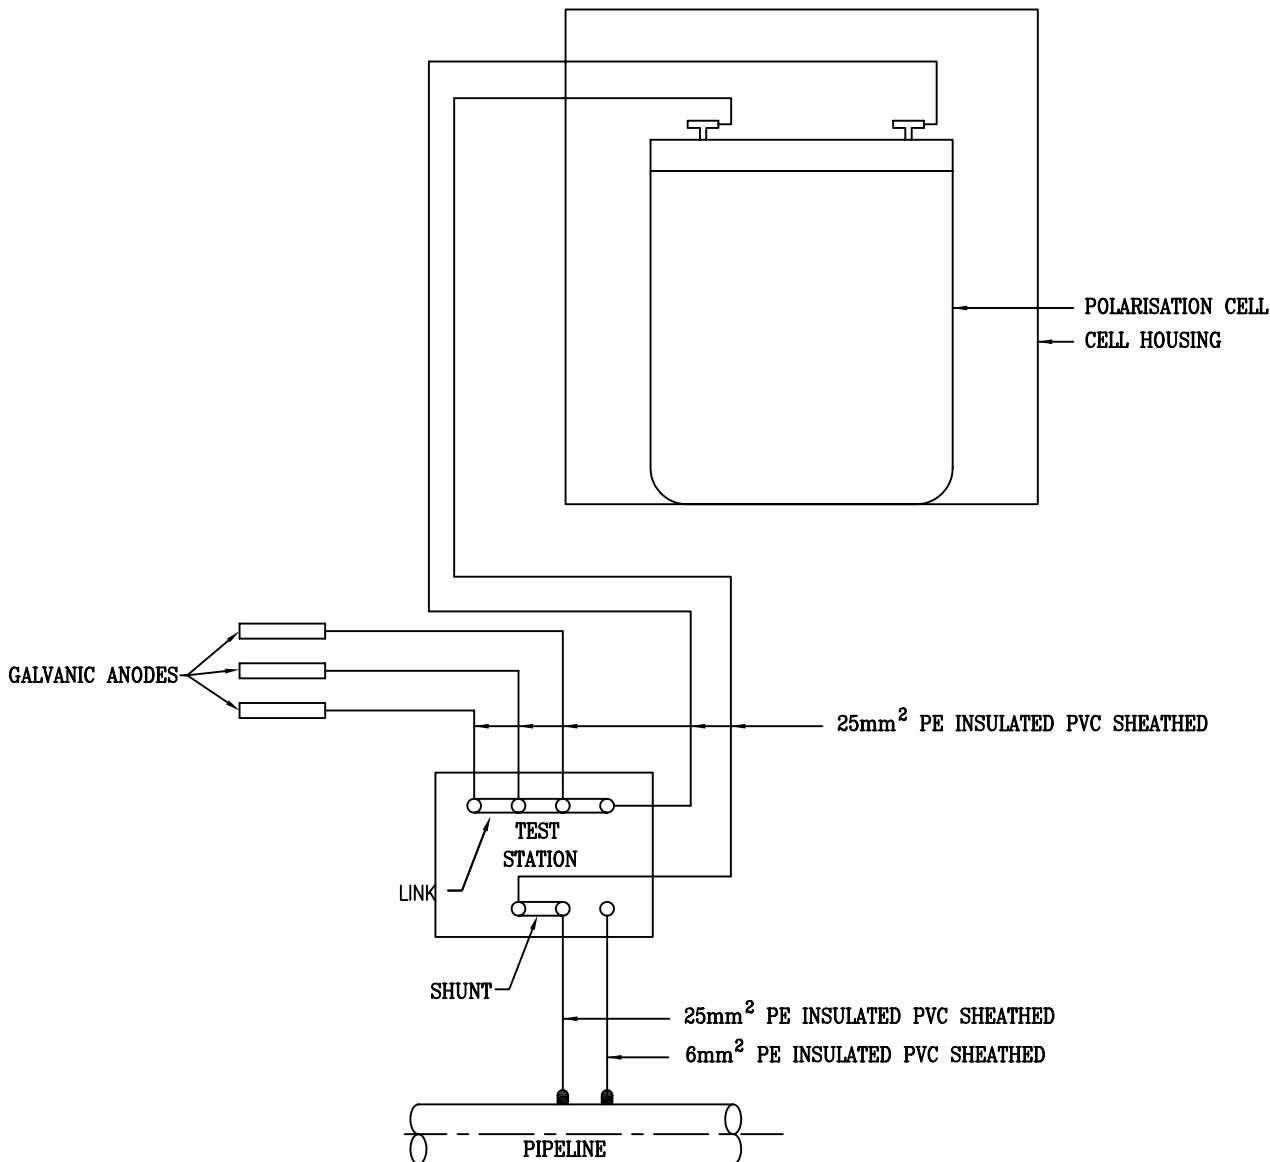 POLARISATION CELL
CELL HOUSING
GALVANIC ANODES
25mm² PE INSULATED PVC SHEATHED
TEST
STATION
LINK
SHUNT
25mm² PE INSULATED PVC SHEATHED
6mm² PE INSULATED PVC SHEATHED
PIPELINE